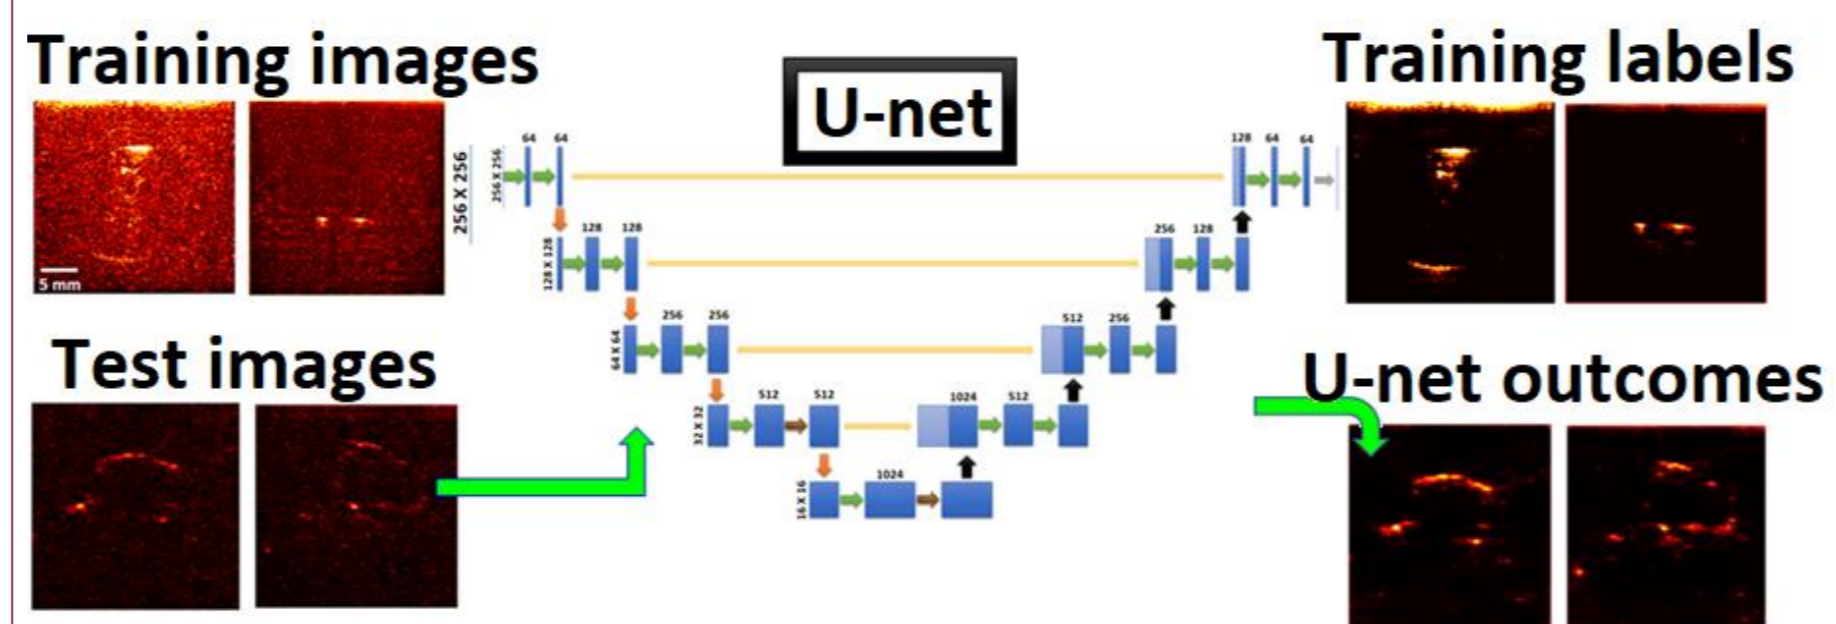 Training images
U-net
Training labels
5 mm
256 X 256
256 X 256
64
64
128
64
64
128 X 128
128
128
256
128
64 X 64
256
256
512
256
32 X 32
512
512
1024
512
16 X 16
1024
Test images
U-net outcomes